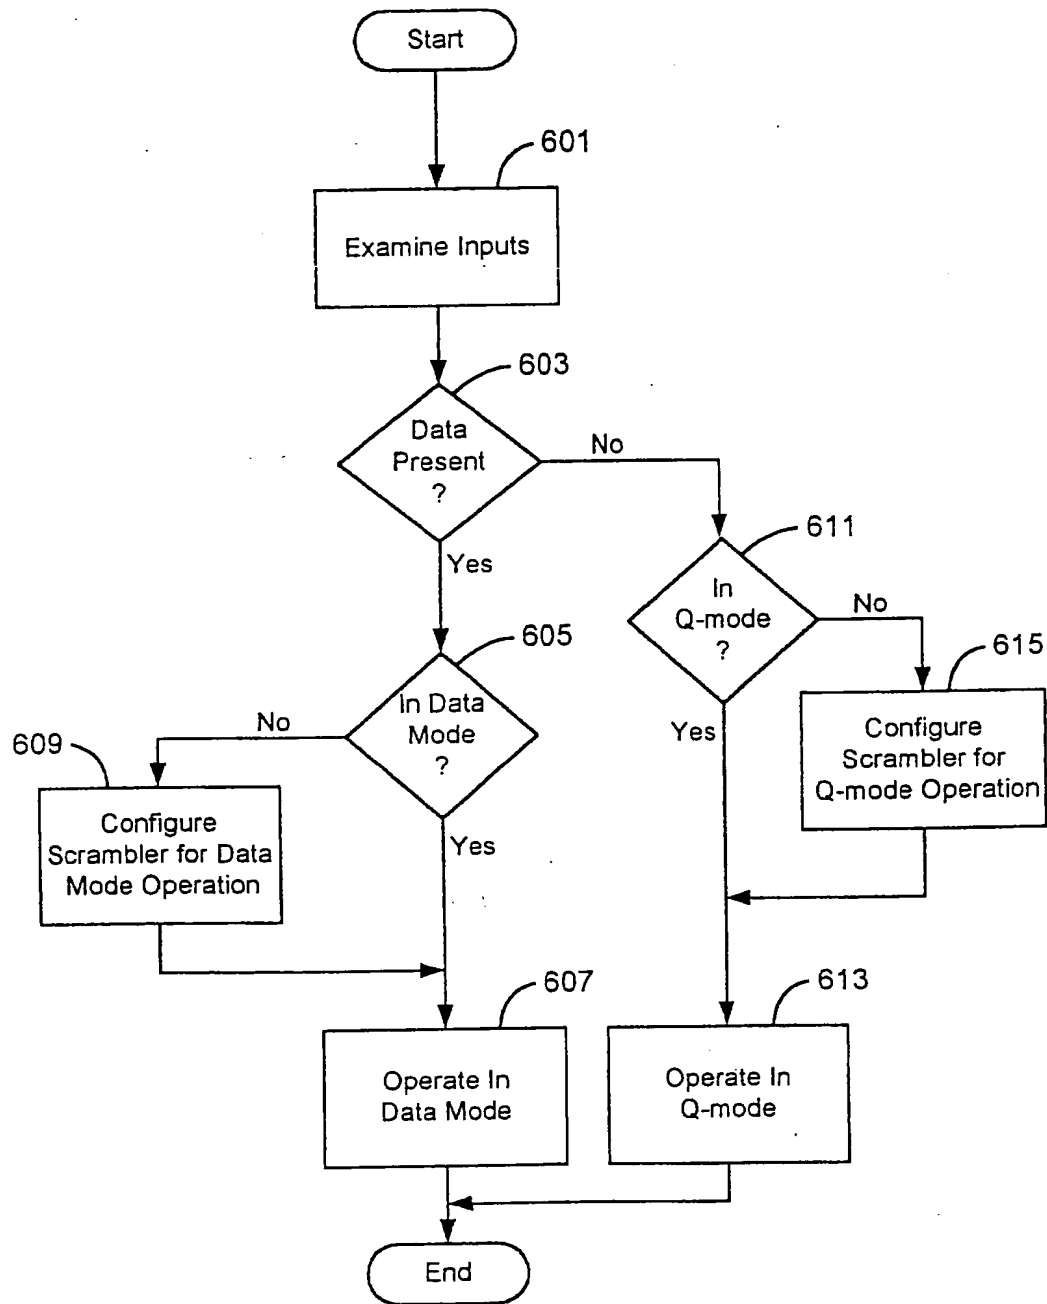 Start
601
Examine Inputs
603
Data
Present
?
No
Yes
611
In
Q-mode
?
No
Yes
605
In Data
Mode
?
No
Yes
615
Configure
Scrambler for
Q-mode Operation
609
Configure
Scrambler for Data
Mode Operation
607
Operate In
Data Mode
613
Operate In
Q-mode
End